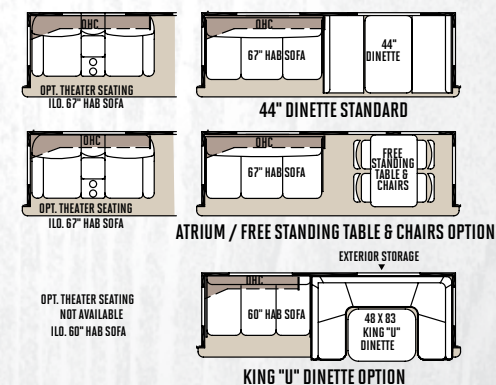 OHC
OPT. THEATER SEATING
ILO. 67" HAB SOFA
OHC
67" HAB SOFA
44"
DINETTE
44" DINETTE STANDARD
OHC
OPT. THEATER SEATING
ILO. 67" HAB SOFA
OHC
67" HAB SOFA
FREE
STANDING
TABLE &
CHAIRS
ATRIUM / FREE STANDING TABLE & CHAIRS OPTION
EXTERIOR STORAGE
OPT. THEATER SEATING
NOT AVAILABLE
ILO. 60" HAB SOFA
OHC
60" HAB SOFA
48 X 83
KING "U"
DINETTE
KING "U" DINETTE OPTION